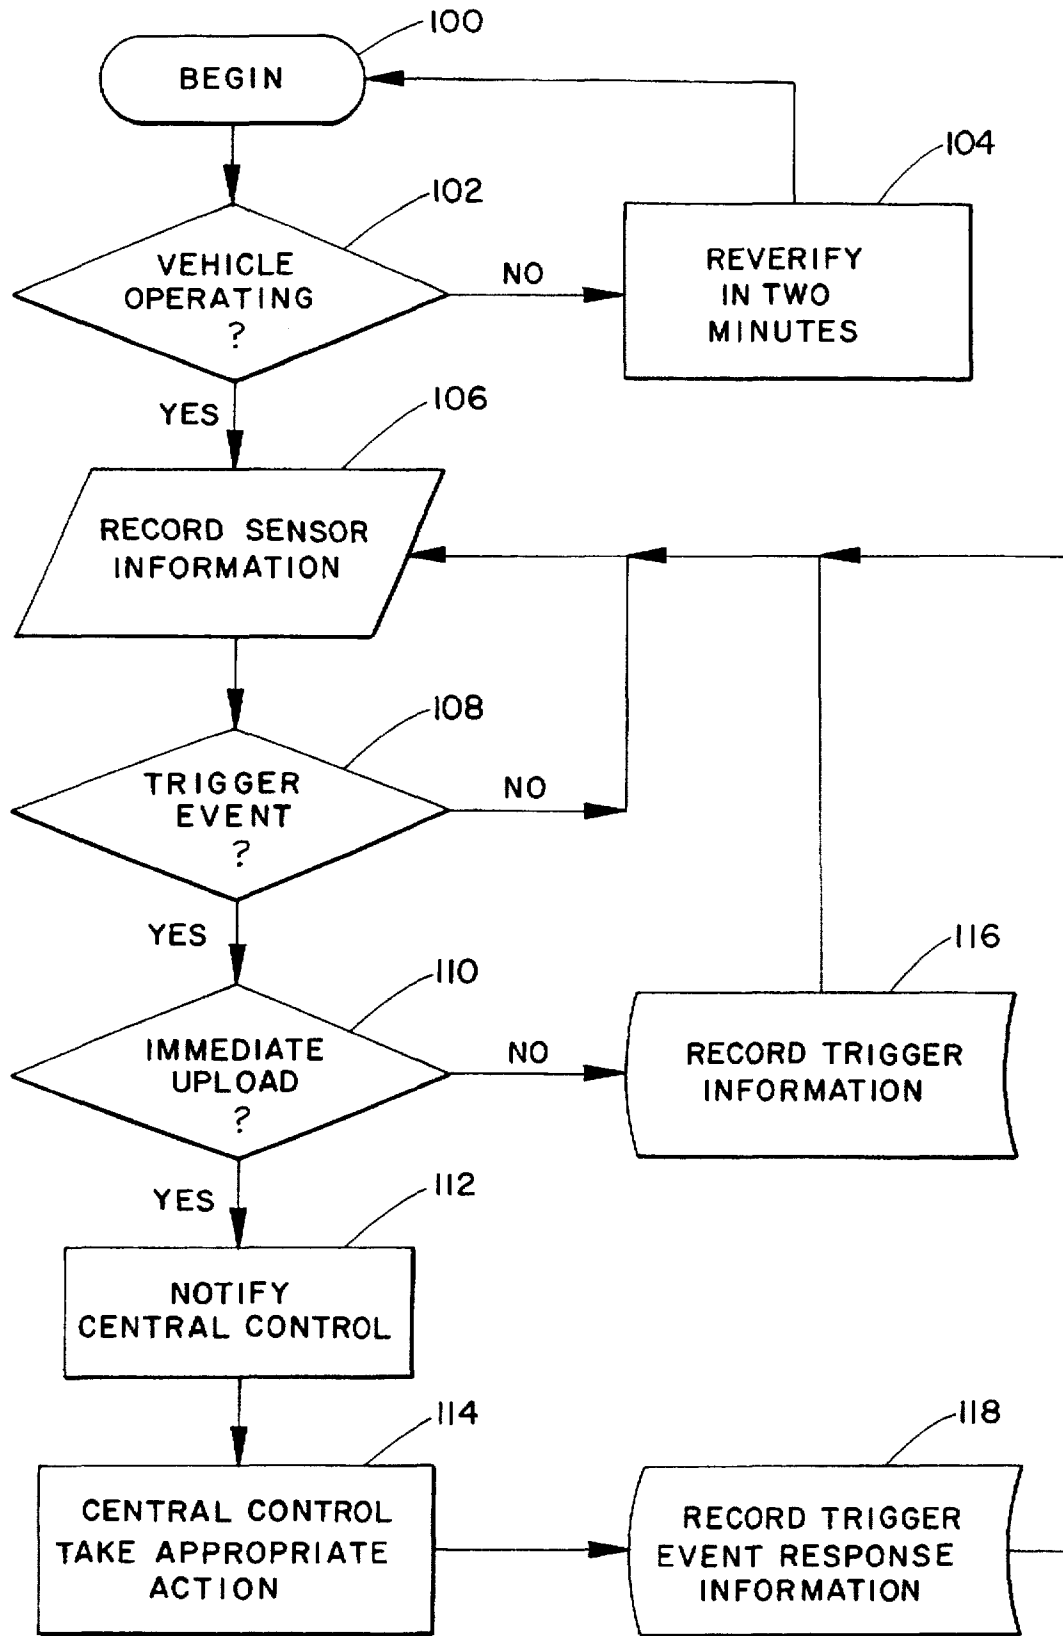 100
BEGIN
102
104
VEHICLE
OPERATING
?
NO
REVERIFY
IN TWO
MINUTES
YES
106
RECORD SENSOR
INFORMATION
108
TRIGGER
EVENT
?
NO
YES
110
116
IMMEDIATE
UPLOAD
?
NO
RECORD TRIGGER
INFORMATION
YES
112
NOTIFY
CENTRAL CONTROL
114
118
CENTRAL CONTROL
TAKE APPROPRIATE
ACTION
RECORD TRIGGER
EVENT RESPONSE
INFORMATION